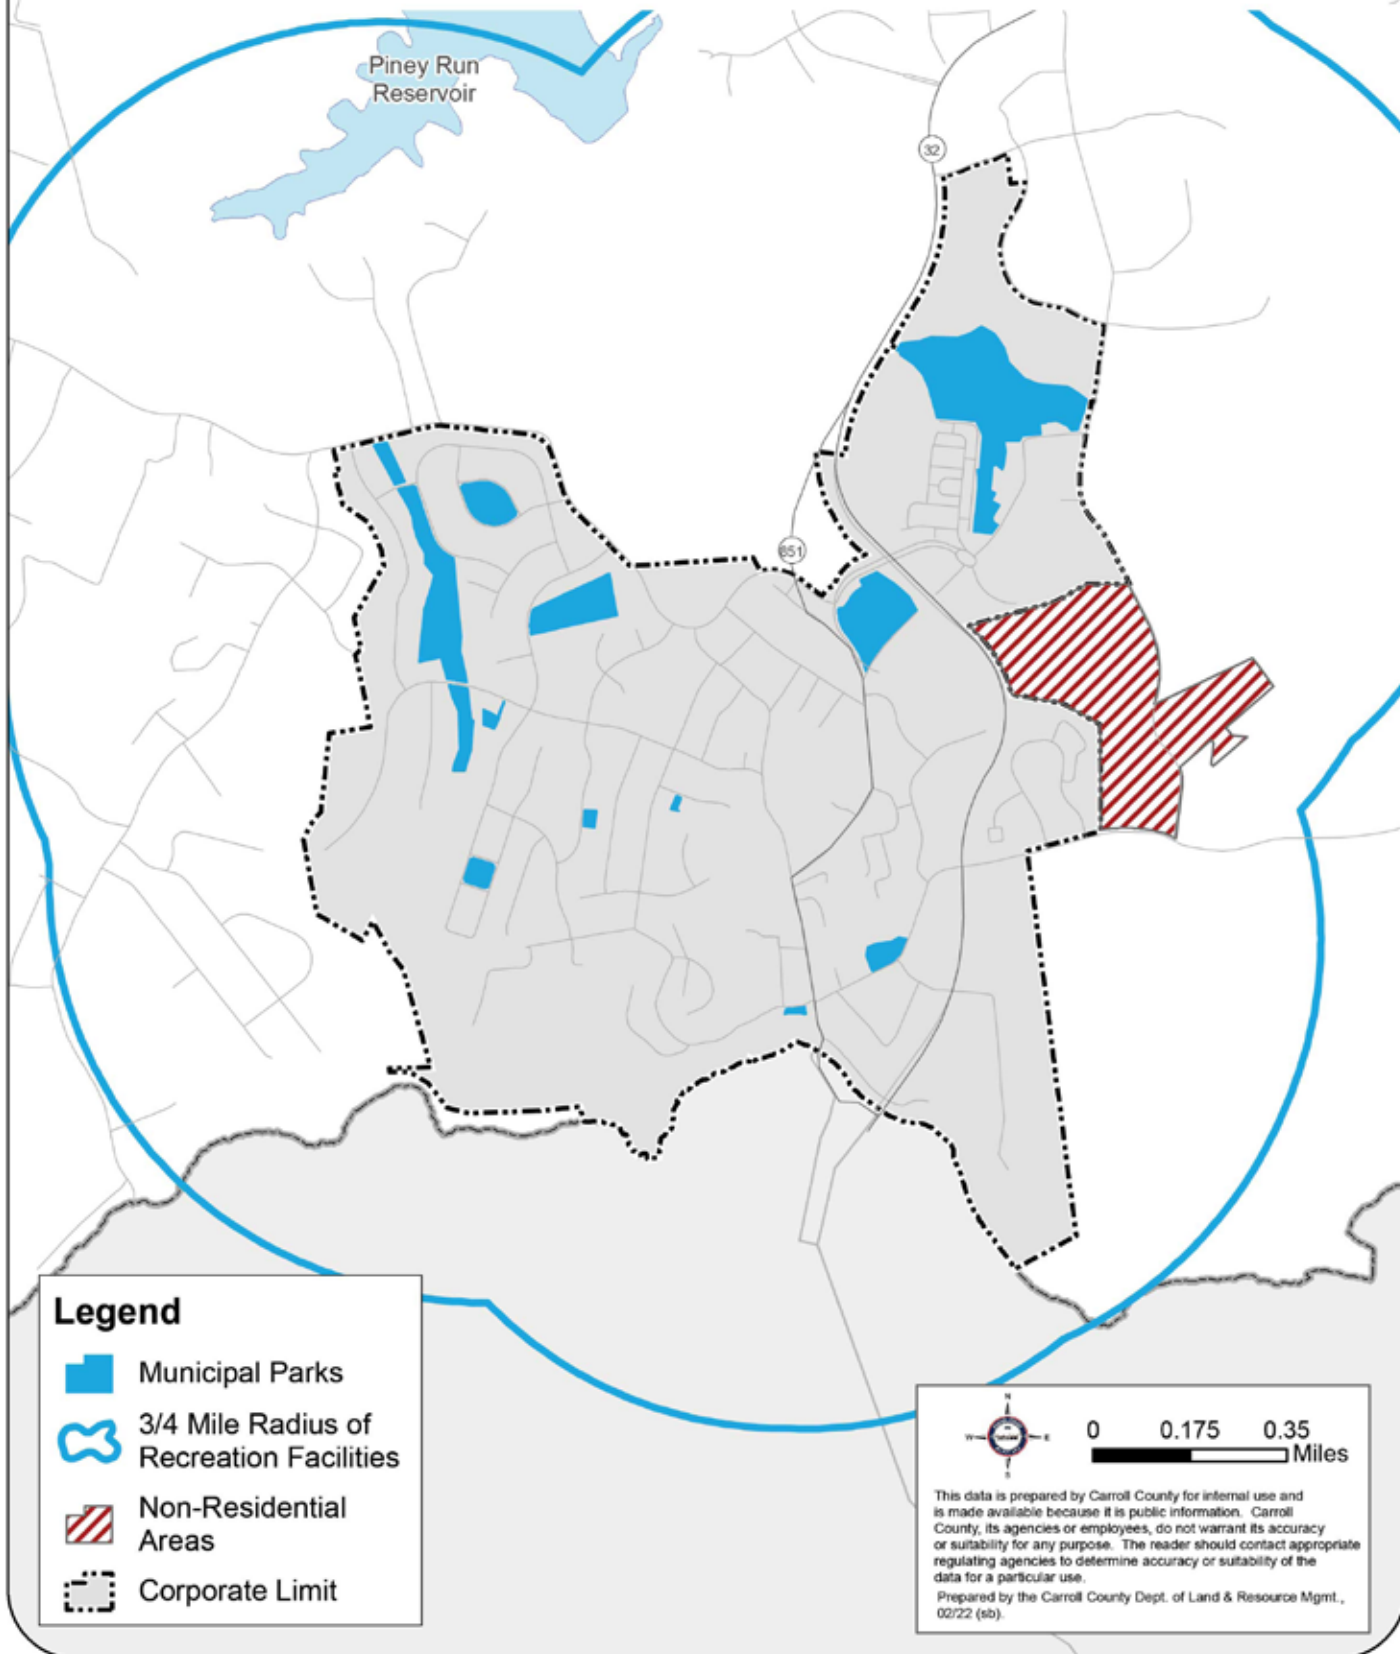 Piney Run
Reservoir
32
851
Legend
Municipal Parks
3/4 Mile Radius of
Recreation Facilities
Non-Residential
Areas
Corporate Limit
N
W
E
S
0 0.175 0.35
Miles
This data is prepared by Carroll County for internal use and
is made available because it is public information. Carroll
County, its agencies or employees, do not warrant its accuracy
or suitability for any purpose. The reader should contact appropriate
regulating agencies to determine accuracy or suitability of the
data for a particular use.
Prepared by the Carroll County Dept. of Land & Resource Mgmt.,
02/22 (sb).